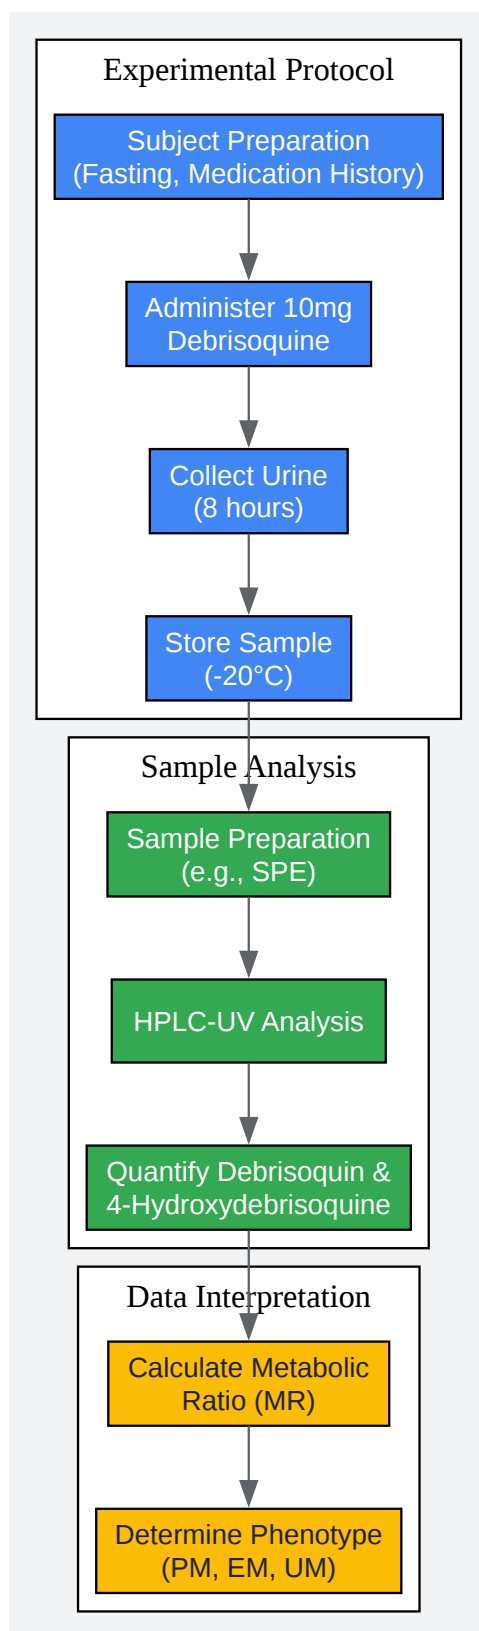 Experimental Protocol
Subject Preparation
(Fasting, Medication History)
Administer 10mg
Debrisoquine
Collect Urine
(8 hours)
Store Sample
(-20°C)
Sample Analysis
Sample Preparation
(e.g., SPE)
HPLC-UV Analysis
Quantify Debrisoquin &
4-Hydroxydebrisoquine
Data Interpretation
Calculate Metabolic
Ratio (MR)
Determine Phenotype
(PM, EM, UM)